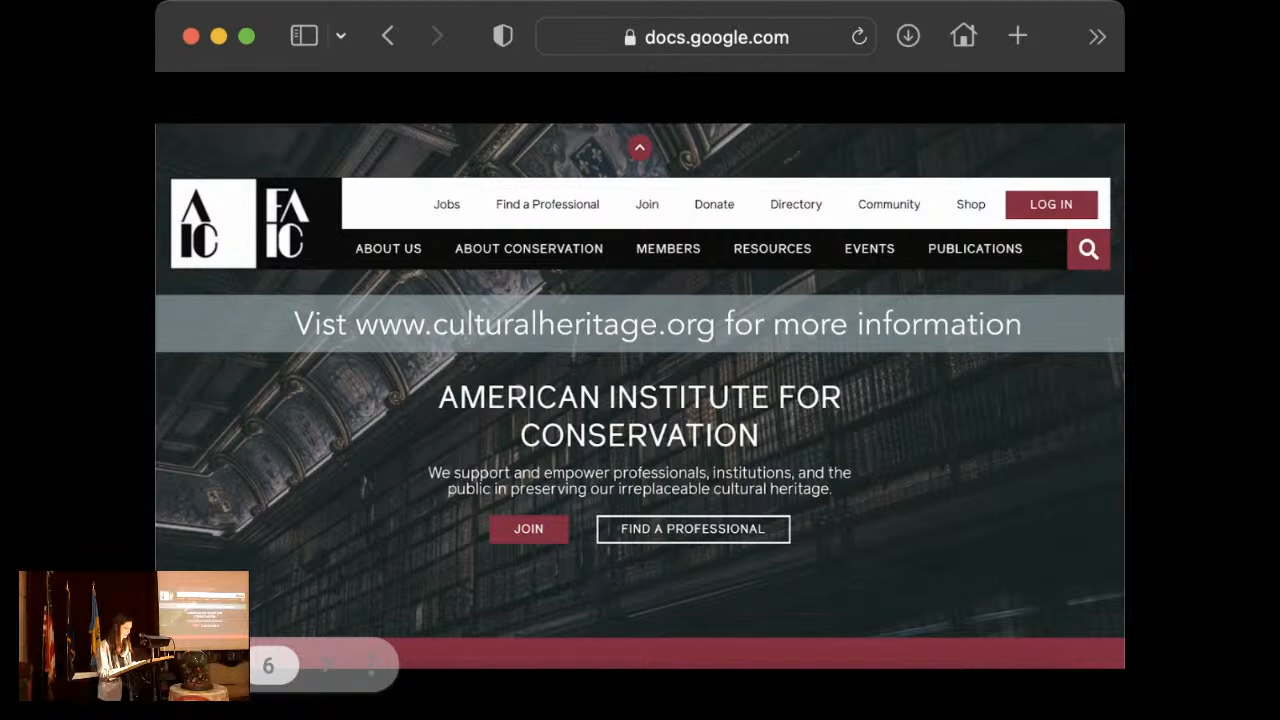 docs.google.com
AIC
FAIC
Jobs Find a Professional Join Donate Directory Community Shop LOG IN
ABOUT US ABOUT CONSERVATION MEMBERS RESOURCES EVENTS PUBLICATIONS
Vist www.culturalheritage.org for more information
AMERICAN INSTITUTE FOR
CONSERVATION
We support and empower professionals, institutions, and the
public in preserving our irreplaceable cultural heritage.
JOIN FIND A PROFESSIONAL
6